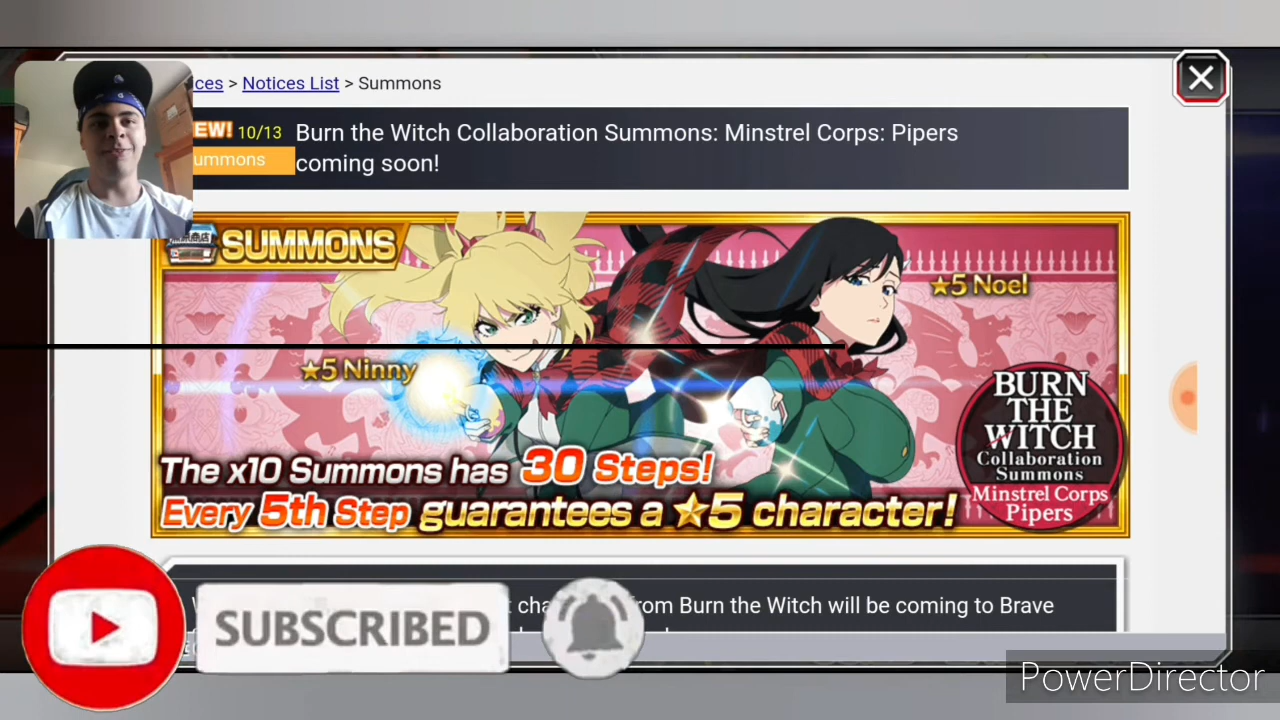 ces > Notices List > Summons
EW! 10/13 Burn the Witch Collaboration Summons: Minstrel Corps: Pipers
ummons coming soon!
SUMMONS
★5 Noel
★5 Ninny
BURN
THE
WITCH
Collaboration
Summons
Minstrel Corps
Pipers
The x10 Summons has 30 Steps!
Every 5th Step guarantees a ★5 character!
om Burn the Witch will be coming to Brave
SUBSCRIBED
PowerDirector